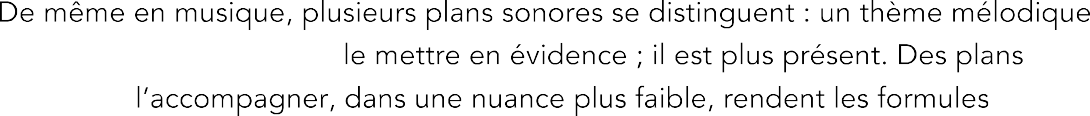 De même en musique, plusieurs plans sonores se distinguent : un thème mélodique
le mettre en évidence ; il est plus présent. Des plans
l’accompagner, dans une nuance plus faible, rendent les formules